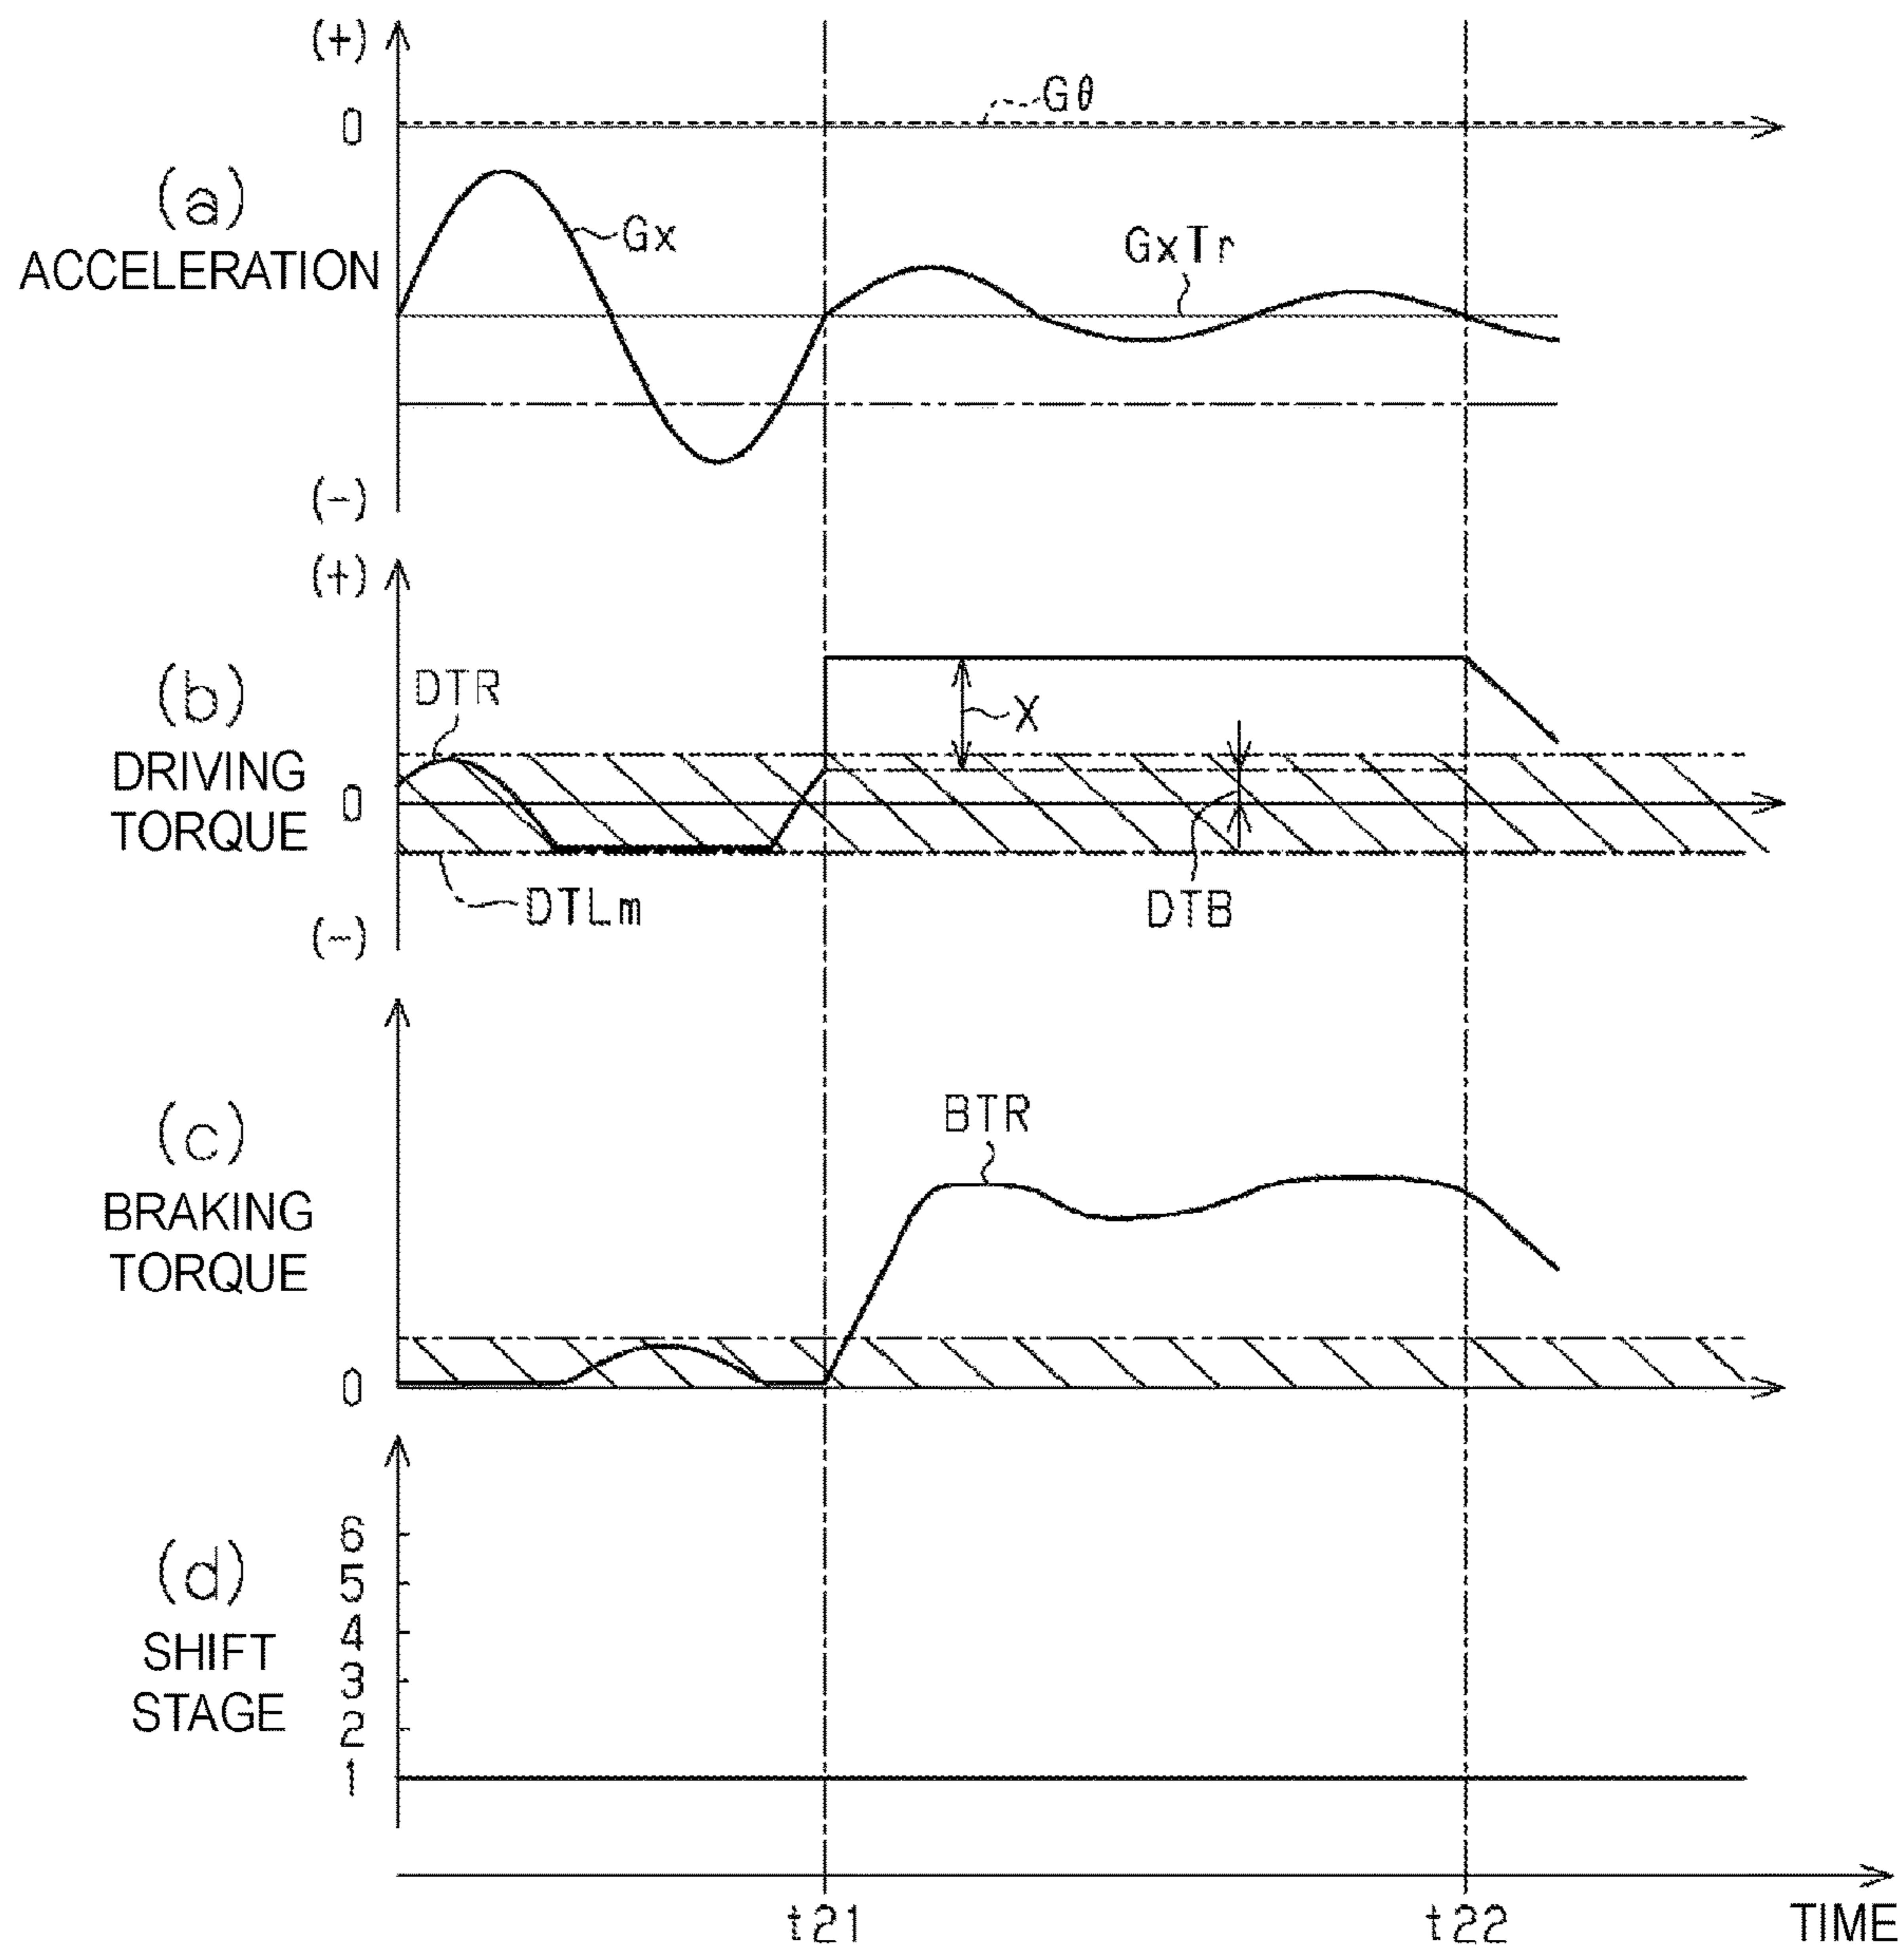 (+)
0
Gθ
(a)
ACCELERATION
Gx
GxTr
(-)
(+)
(b)
DRIVING
TORQUE
DTR
X
0
DTLm
DTB
(-)
(c)
BRAKING
TORQUE
BTR
0
(d)
SHIFT
STAGE
6
5
4
3
2
1
t21
t22
TIME